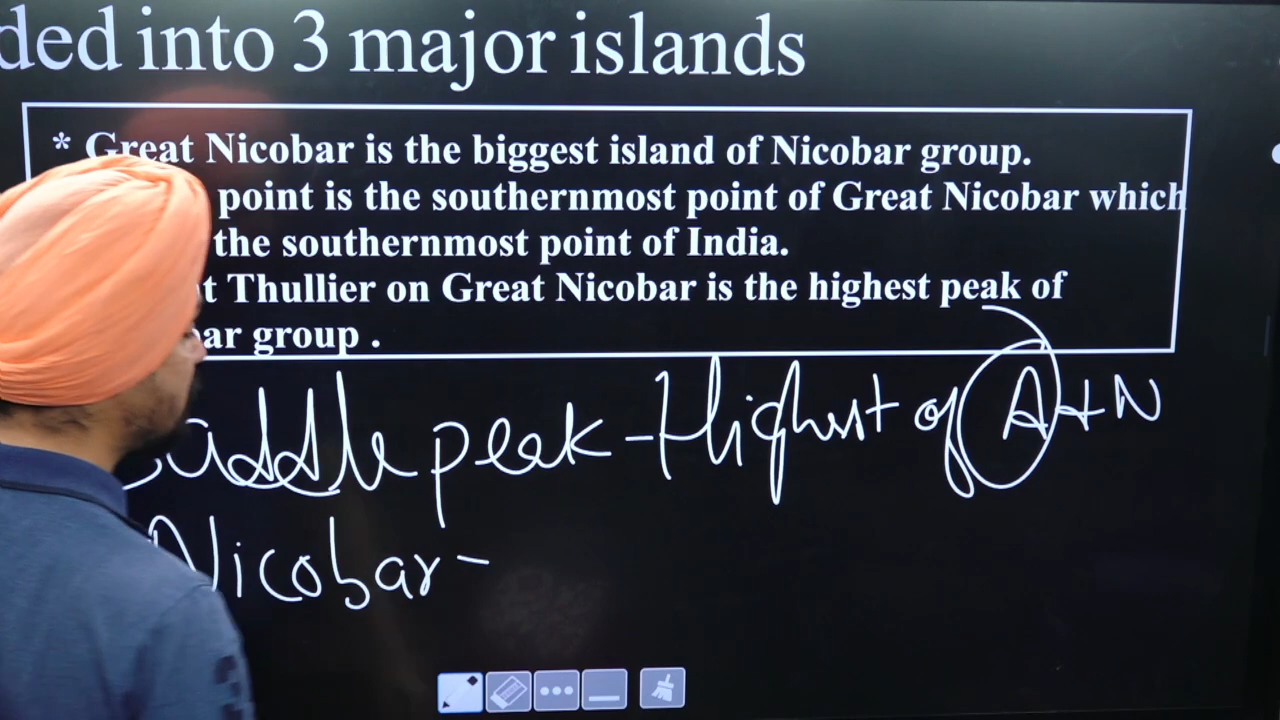 ded into 3 major islands
* Great Nicobar is the biggest island of Nicobar group.
point is the southernmost point of Great Nicobar which
the southernmost point of India.
t Thullier on Great Nicobar is the highest peak of
bar group .
Saddle peak - Highest of A & N
Nicobar -